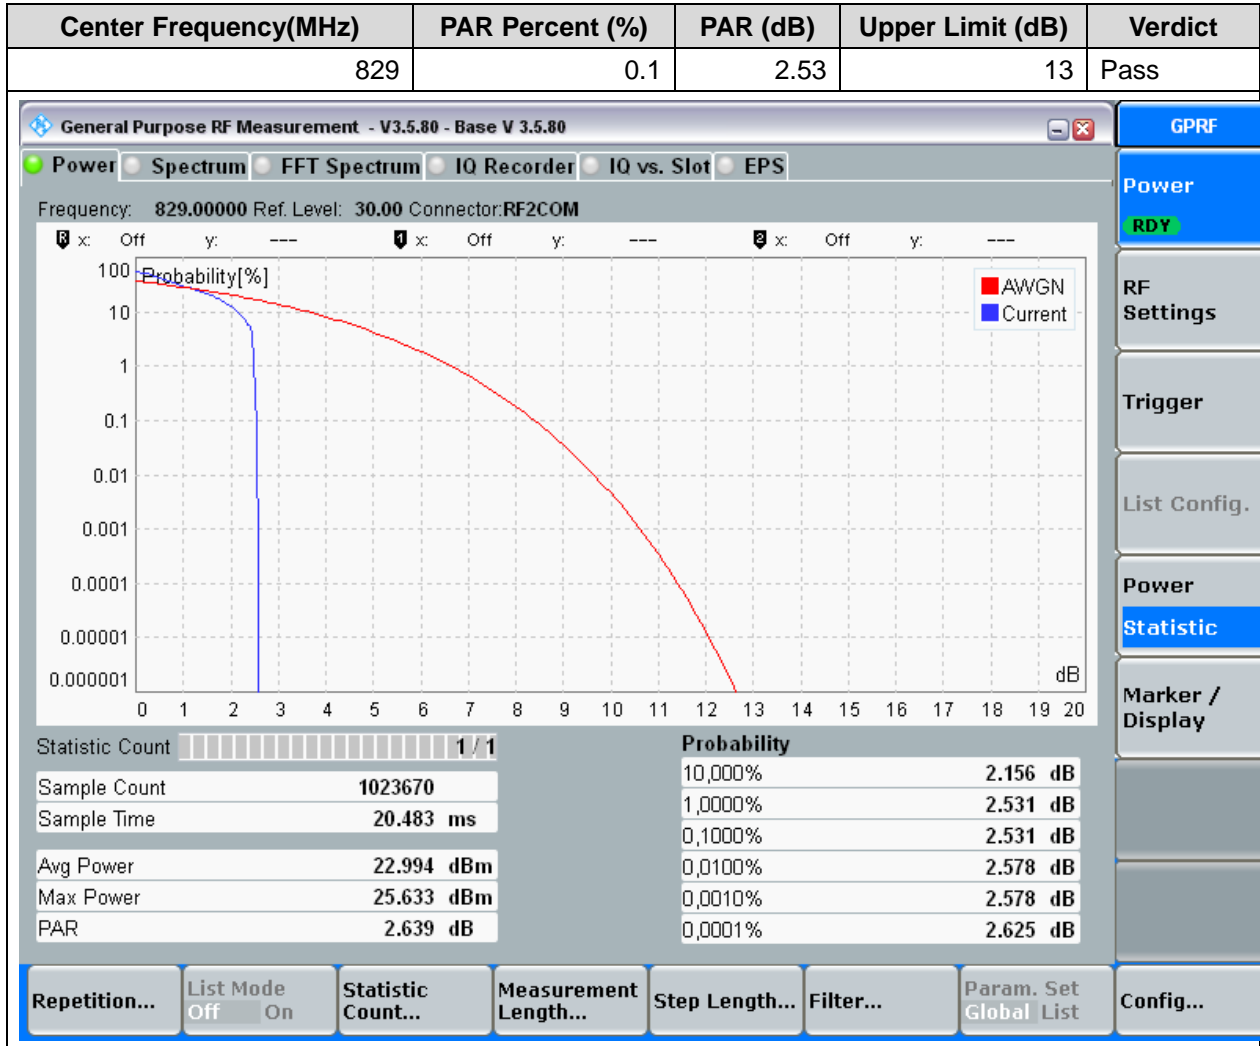 Center Frequency(MHz) PAR Percent (%) PAR (dB) Upper Limit (dB) Verdict
829 0.1 2.53 13 Pass
General Purpose RF Measurement - V3.5.80 - Base V 3.5.80
GPRF
Power Spectrum FFT Spectrum IQ Recorder IQ vs. Slot EPS
Power
RDY
Frequency: 829.00000 Ref. Level: 30.00 Connector:RF2COM
R x: Off y: --- 1 x: Off y: --- 2 x: Off y: ---
Probability[%]
AWGN
Current
100
10
1
0.1
0.01
0.001
0.0001
0.00001
0.000001
dB
0 1 2 3 4 5 6 7 8 9 10 11 12 13 14 15 16 17 18 19 20
RF
Settings
Trigger
List Config.
Power
Statistic
Marker /
Display
Statistic Count 1 / 1
Sample Count 1023670
Sample Time 20.483 ms
Avg Power 22.994 dBm
Max Power 25.633 dBm
PAR 2.639 dB
Probability
10,000% 2.156 dB
1,0000% 2.531 dB
0,1000% 2.531 dB
0,0100% 2.578 dB
0,0010% 2.578 dB
0,0001% 2.625 dB
Repetition...
List Mode
Off On
Statistic
Count...
Measurement
Length...
Step Length...
Filter...
Param. Set
Global List
Config...